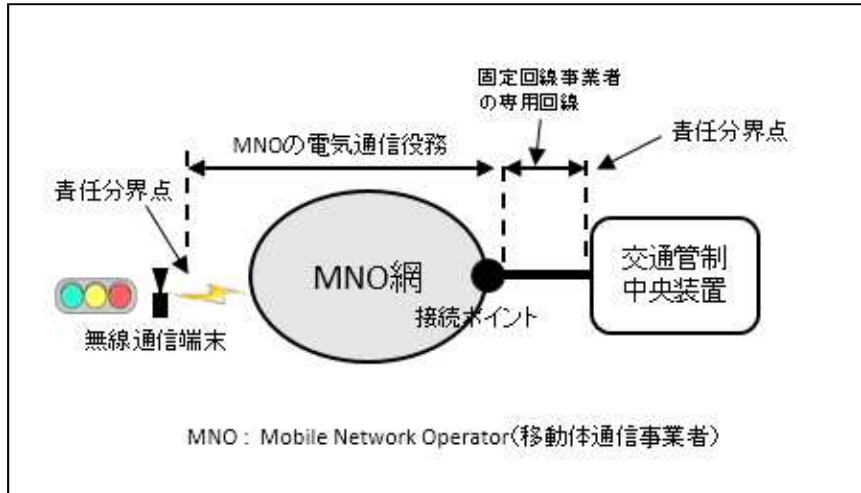 固定回線事業者
の専用回線
責任分界点
MNOの電気通信役務
責任分界点
MNO網
交通管制
中央装置
接続ポイント
無線通信端末
MNO : Mobile Network Operator(移動体通信事業者)